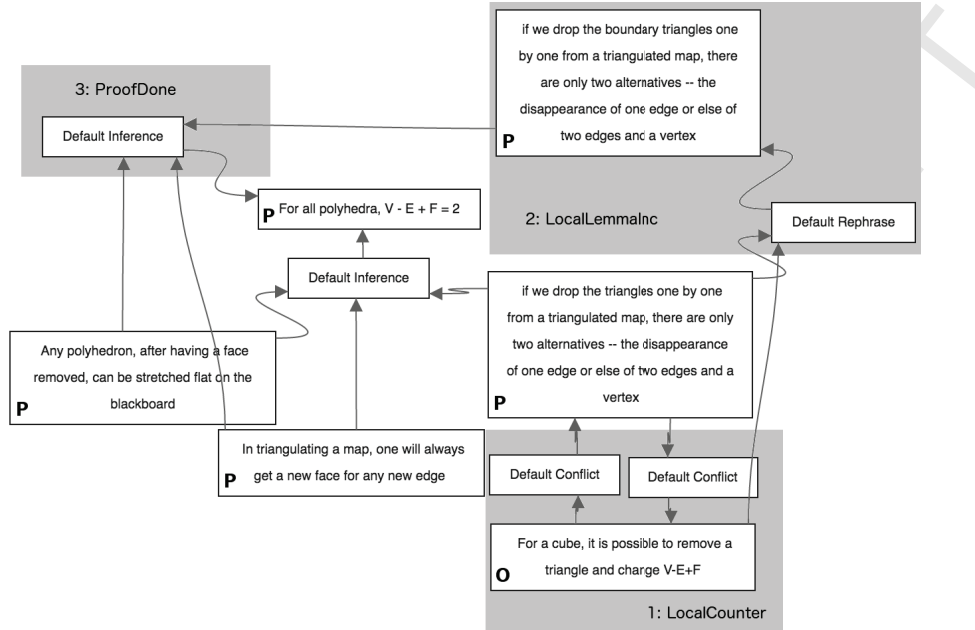 if we drop the boundary triangles one
by one from a triangulated map, there
are only two alternatives -- the
disappearance of one edge or else of
two edges and a vertex
P
3: ProofDone
Default Inference
P For all polyhedra, V - E + F = 2
2: LocalLemmaInc
Default Rephrase
Default Inference
if we drop the triangles one by one
from a triangulated map, there are only
two alternatives -- the disappearance
of one edge or else of two edges and a
vertex
P
Any polyhedron, after having a face
removed, can be stretched flat on the
blackboard
P
In triangulating a map, one will always
get a new face for any new edge
P
Default Conflict
Default Conflict
For a cube, it is possible to remove a
triangle and charge V-E+F
O
1: LocalCounter